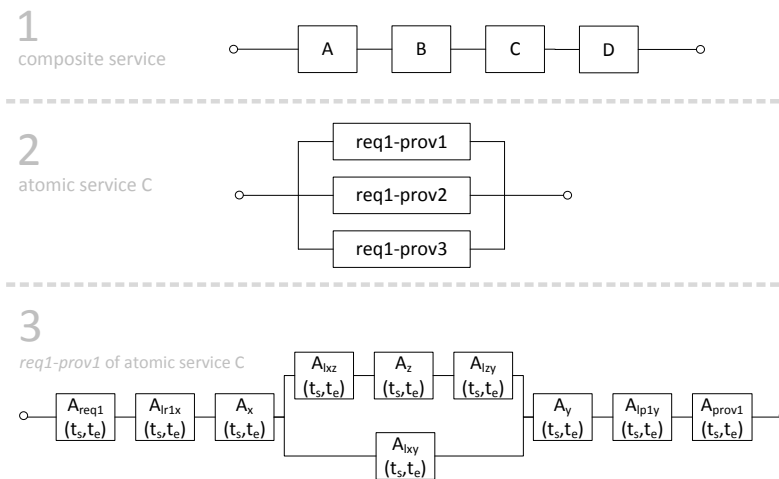 1
composite service
A B C D
2
atomic service C
req1-prov1
req1-prov2
req1-prov3
3
req1-prov1 of atomic service C
A_lxz A_z A_lzy
(t_s,t_e) (t_s,t_e) (t_s,t_e)
A_req1 A_lr1x A_x A_y A_lp1y A_prov1
(t_s,t_e) (t_s,t_e) (t_s,t_e) (t_s,t_e) (t_s,t_e) (t_s,t_e)
A_lxy
(t_s,t_e)